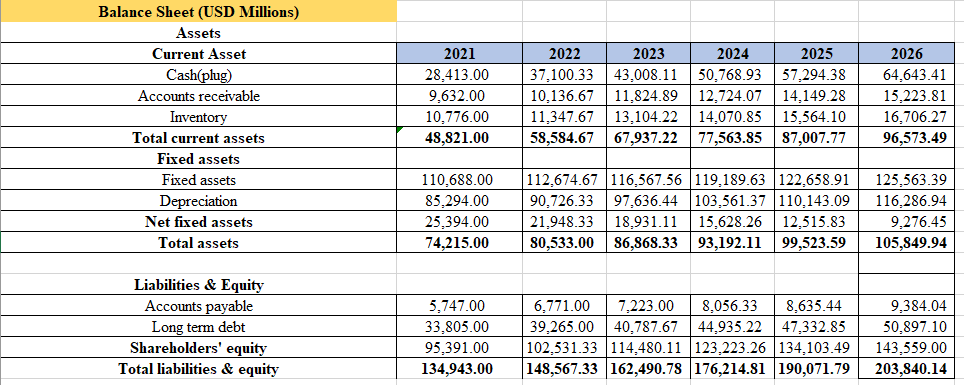 Balance Sheet (USD Millions)
Assets
Current Asset 2021 2022 2023 2024 2025 2026
Cash(plug) 28,413.00 37,100.33 43,008.11 50,768.93 57,294.38 64,643.41
Accounts receivable 9,632.00 10,136.67 11,824.89 12,724.07 14,149.28 15,223.81
Inventory 10,776.00 11,347.67 13,104.22 14,070.85 15,564.10 16,706.27
Total current assets 48,821.00 58,584.67 67,937.22 77,563.85 87,007.77 96,573.49
Fixed assets
Fixed assets 110,688.00 112,674.67 116,567.56 119,189.63 122,658.91 125,563.39
Depreciation 85,294.00 90,726.33 97,636.44 103,561.37 110,143.09 116,286.94
Net fixed assets 25,394.00 21,948.33 18,931.11 15,628.26 12,515.83 9,276.45
Total assets 74,215.00 80,533.00 86,868.33 93,192.11 99,523.59 105,849.94
Liabilities & Equity
Accounts payable 5,747.00 6,771.00 7,223.00 8,056.33 8,635.44 9,384.04
Long term debt 33,805.00 39,265.00 40,787.67 44,935.22 47,332.85 50,897.10
Shareholders' equity 95,391.00 102,531.33 114,480.11 123,223.26 134,103.49 143,559.00
Total liabilities & equity 134,943.00 148,567.33 162,490.78 176,214.81 190,071.79 203,840.14